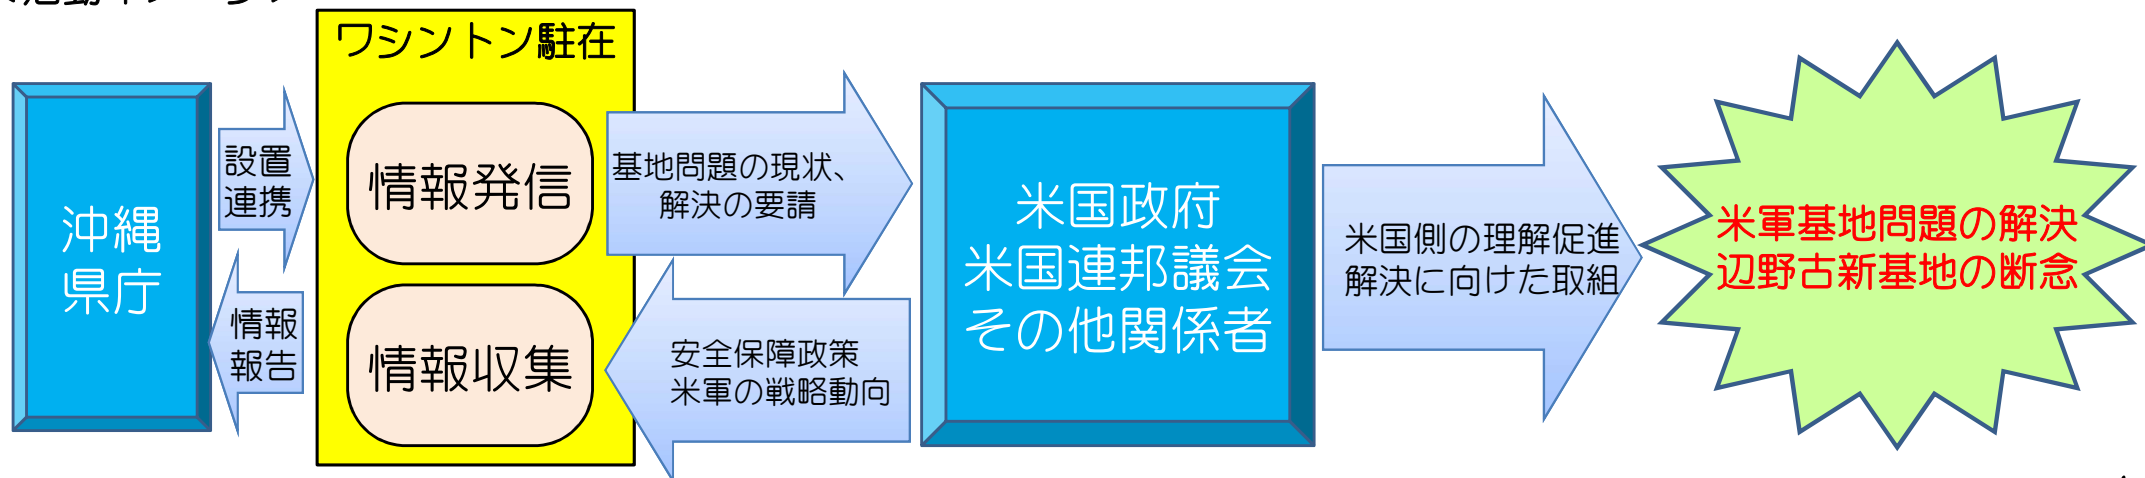 ワシントン駐在
沖縄
県庁
設置
連携
情報
報告
情報発信
情報収集
基地問題の現状、
解決の要請
安全保障政策
米軍の戦略動向
米国政府
米国連邦議会
その他関係者
米国側の理解促進
解決に向けた取組
米軍基地問題の解決
辺野古新基地の断念